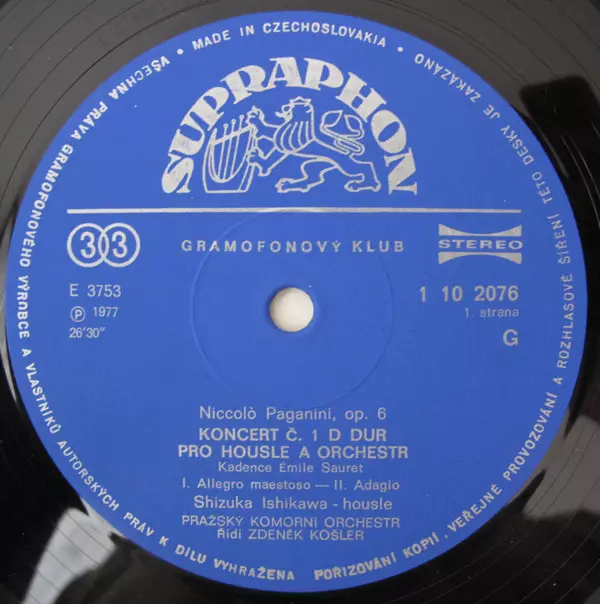 VŠECHNA PRÁVA GRAMOFONOVÉHO VÝROBCE A VLASTNÍKŮ AUTORSKÝCH PRÁV K DÍLU VYHRAŽENA
MADE IN CZECHOSLOVAKIA
POŘIZOVÁNÍ KOPIÍ, VEŘEJNÉ PROVOZOVÁNÍ A ROZHLASOVÉ ŠÍŘENÍ TÉTO DESKY JE ZAKÁZÁNO
SUPRAPHON
33
GRAMOFONOVÝ KLUB
STEREO
E 3753
1 10 2076
Ⓟ 1977
1. strana
26'30"
G
Niccolò Paganini, op. 6
KONCERT Č. 1 D DUR
PRO HOUSLE A ORCHESTR
Kadence Émile Sauret
I. Allegro maestoso — II. Adagio
Shizuka Ishikawa - housle
PRAŽSKÝ KOMORNÍ ORCHESTR
Řídí ZDENĚK KOŠLER